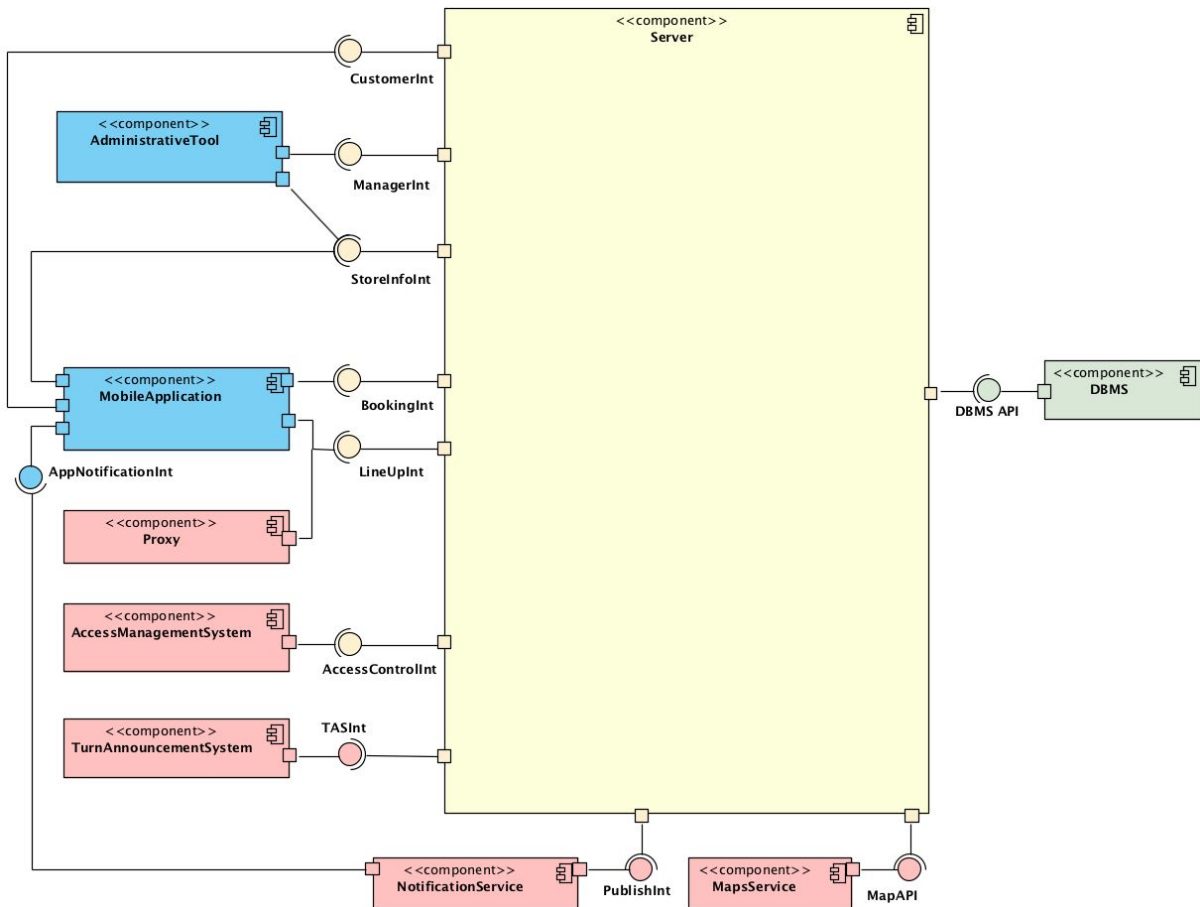 <<component>>
Server
CustomerInt
<<component>>
AdministrativeTool
ManagerInt
StoreInfoInt
<<component>>
MobileApplication
BookingInt
<<component>>
DBMS
DBMS API
AppNotificationInt
LineUpInt
<<component>>
Proxy
<<component>>
AccessManagementSystem
AccessControlInt
<<component>>
TurnAnnouncementSystem
TASInt
<<component>>
NotificationService
PublishInt
<<component>>
MapsService
MapAPI